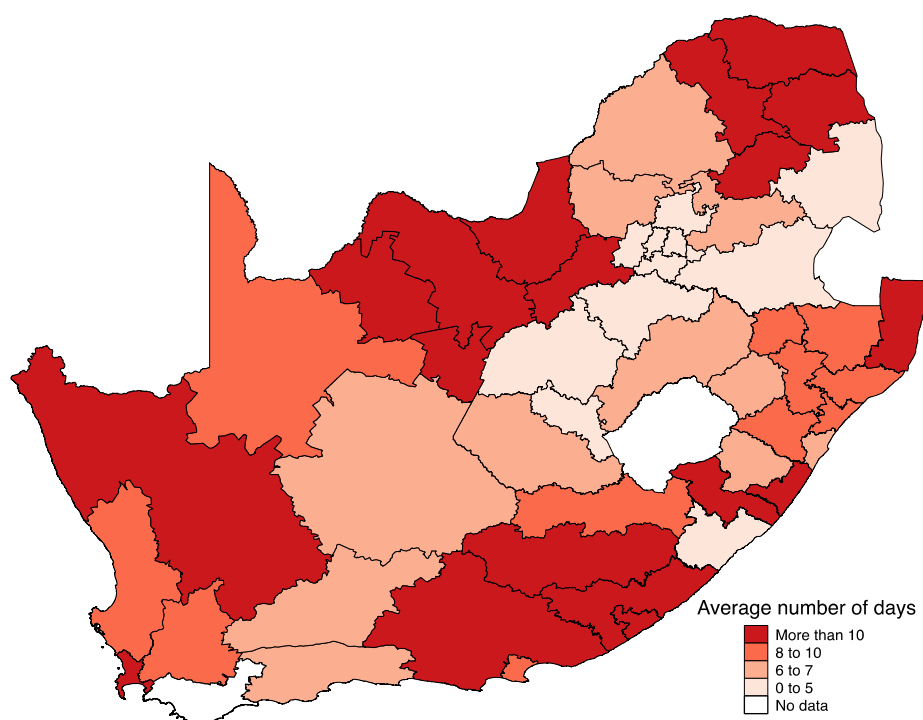 Average number of days
More than 10
8 to 10
6 to 7
0 to 5
No data